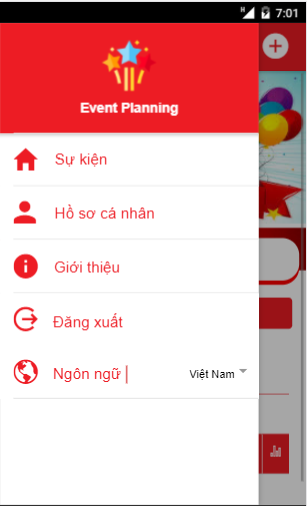 H 7:01
Event Planning
Sự kiện
Hồ sơ cá nhân
Giới thiệu
Đăng xuất
Ngôn ngữ | Việt Nam